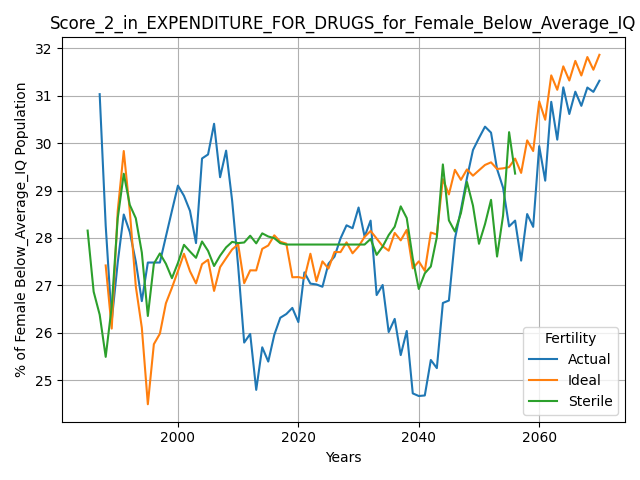 Score_2_in_EXPENDITURE_FOR_DRUGS_for_Female_Below_Average_IQ
% of Female Below_Average_IQ Population
32
31
30
29
28
27
26
25
Fertility
Actual
Ideal
Sterile
2000 2020 2040 2060
Years